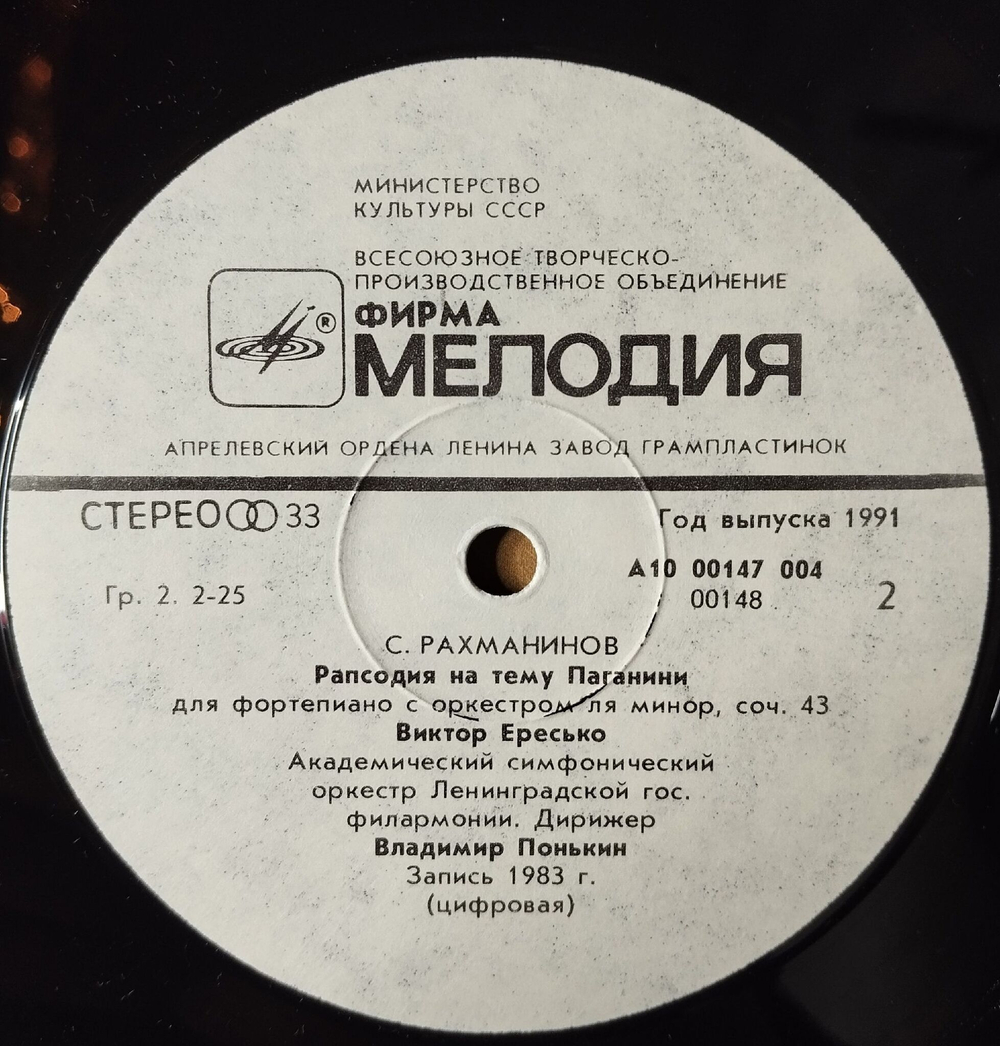 МИНИСТЕРСТВО
КУЛЬТУРЫ СССР
ВСЕСОЮЗНОЕ ТВОРЧЕСКО-
ПРОИЗВОДСТВЕННОЕ ОБЪЕДИНЕНИЕ
®
ФИРМА
МЕЛОДИЯ
АПРЕЛЕВСКИЙ ОРДЕНА ЛЕНИНА ЗАВОД ГРАМПЛАСТИНОК
СТЕРЕО 33
Год выпуска 1991
А10 00147 004
Гр. 2. 2-25
00148
2
С. РАХМАНИНОВ
Рапсодия на тему Паганини
для фортепиано с оркестром ля минор, соч. 43
Виктор Ересько
Академический симфонический
оркестр Ленинградской гос.
филармонии. Дирижер
Владимир Понькин
Запись 1983 г.
(цифровая)